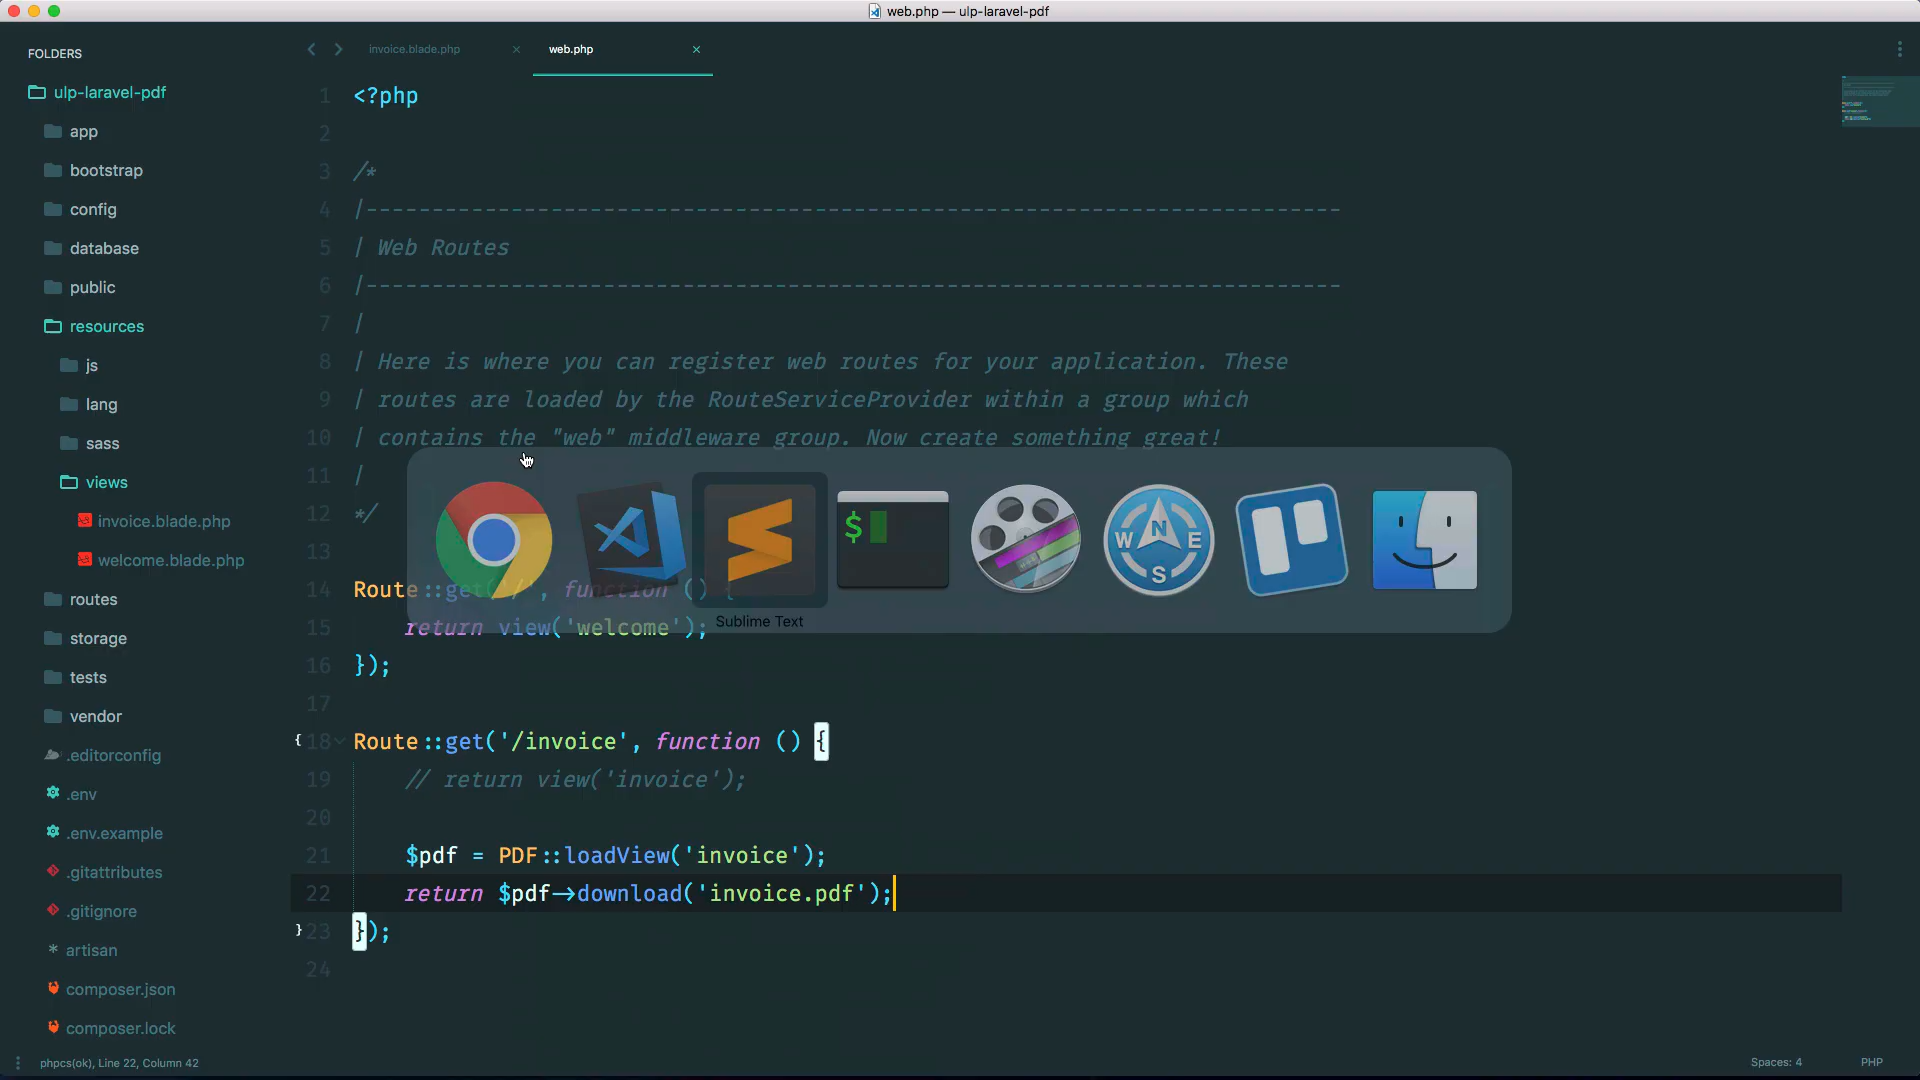 web.php — ulp-laravel-pdf
FOLDERS
ulp-laravel-pdf
app
bootstrap
config
database
public
resources
js
lang
sass
views
invoice.blade.php
welcome.blade.php
routes
storage
tests
vendor
.editorconfig
.env
.env.example
.gitattributes
.gitignore
artisan
composer.json
composer.lock
invoice.blade.php
web.php
1 <?php
2
3 /*
4 |--------------------------------------------------------------------------
5 | Web Routes
6 |--------------------------------------------------------------------------
7 |
8 | Here is where you can register web routes for your application. These
9 | routes are loaded by the RouteServiceProvider within a group which
10 | contains the "web" middleware group. Now create something great!
11 |
12 */
13
14 Route::get('/', function () {
15 return view('welcome');
16 });
17
18 Route::get('/invoice', function () {
19 // return view('invoice');
20
21 $pdf = PDF::loadView('invoice');
22 return $pdf->download('invoice.pdf');
23 });
24
W N E S
$
Sublime Text
phpcs(ok), Line 22, Column 42
Spaces: 4
PHP